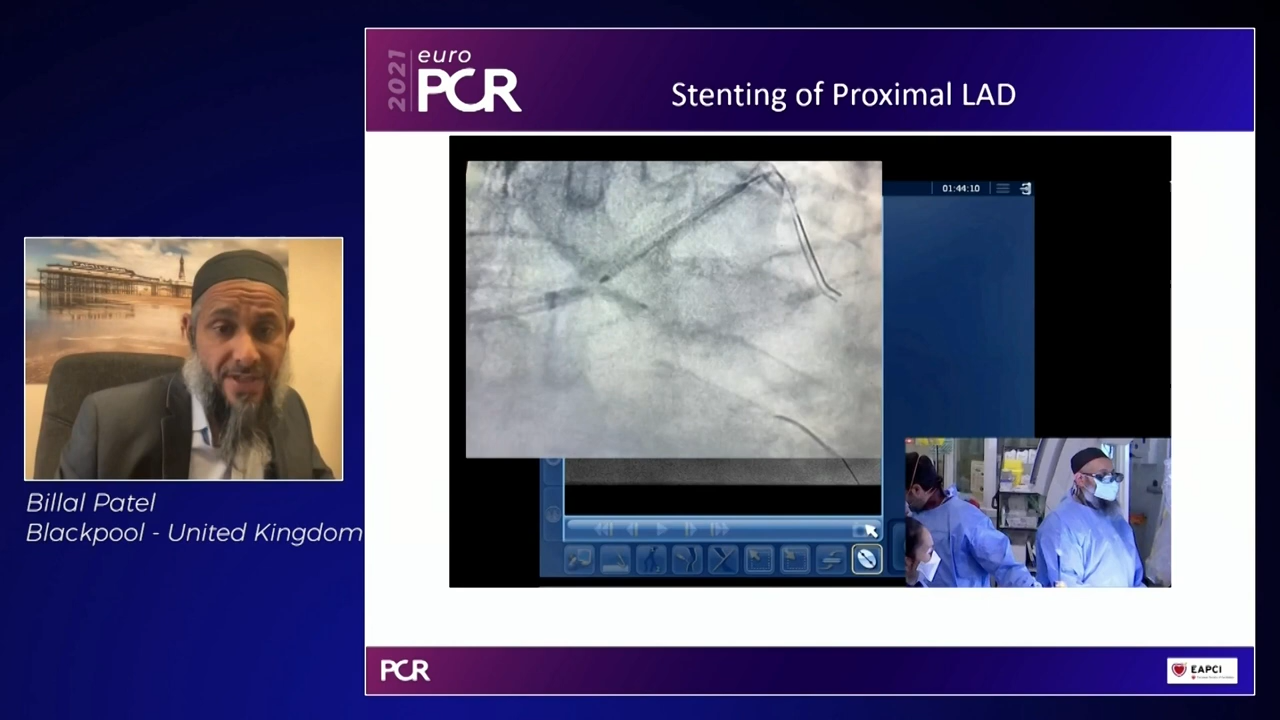 2021
euro
PCR
Stenting of Proximal LAD
01:44:10
Billal Patel
Blackpool - United Kingdom
PCR
EAPCI